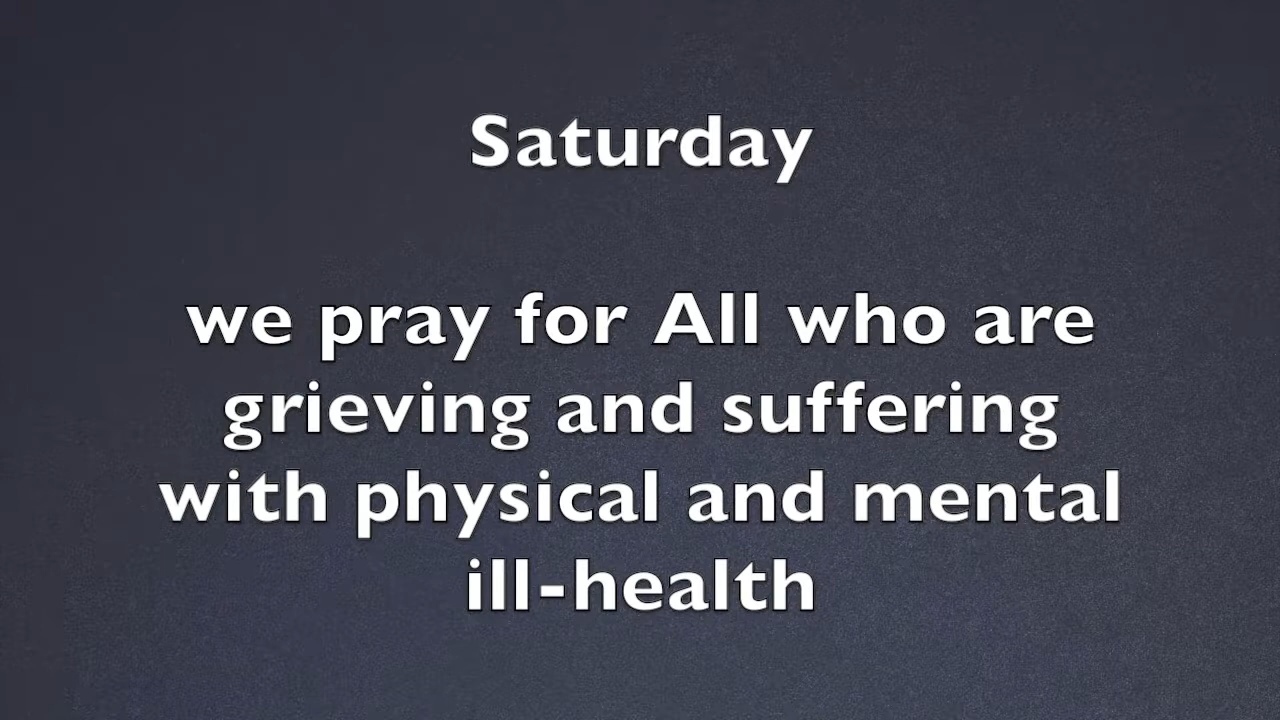 Saturday
we pray for All who are
grieving and suffering
with physical and mental
ill-health